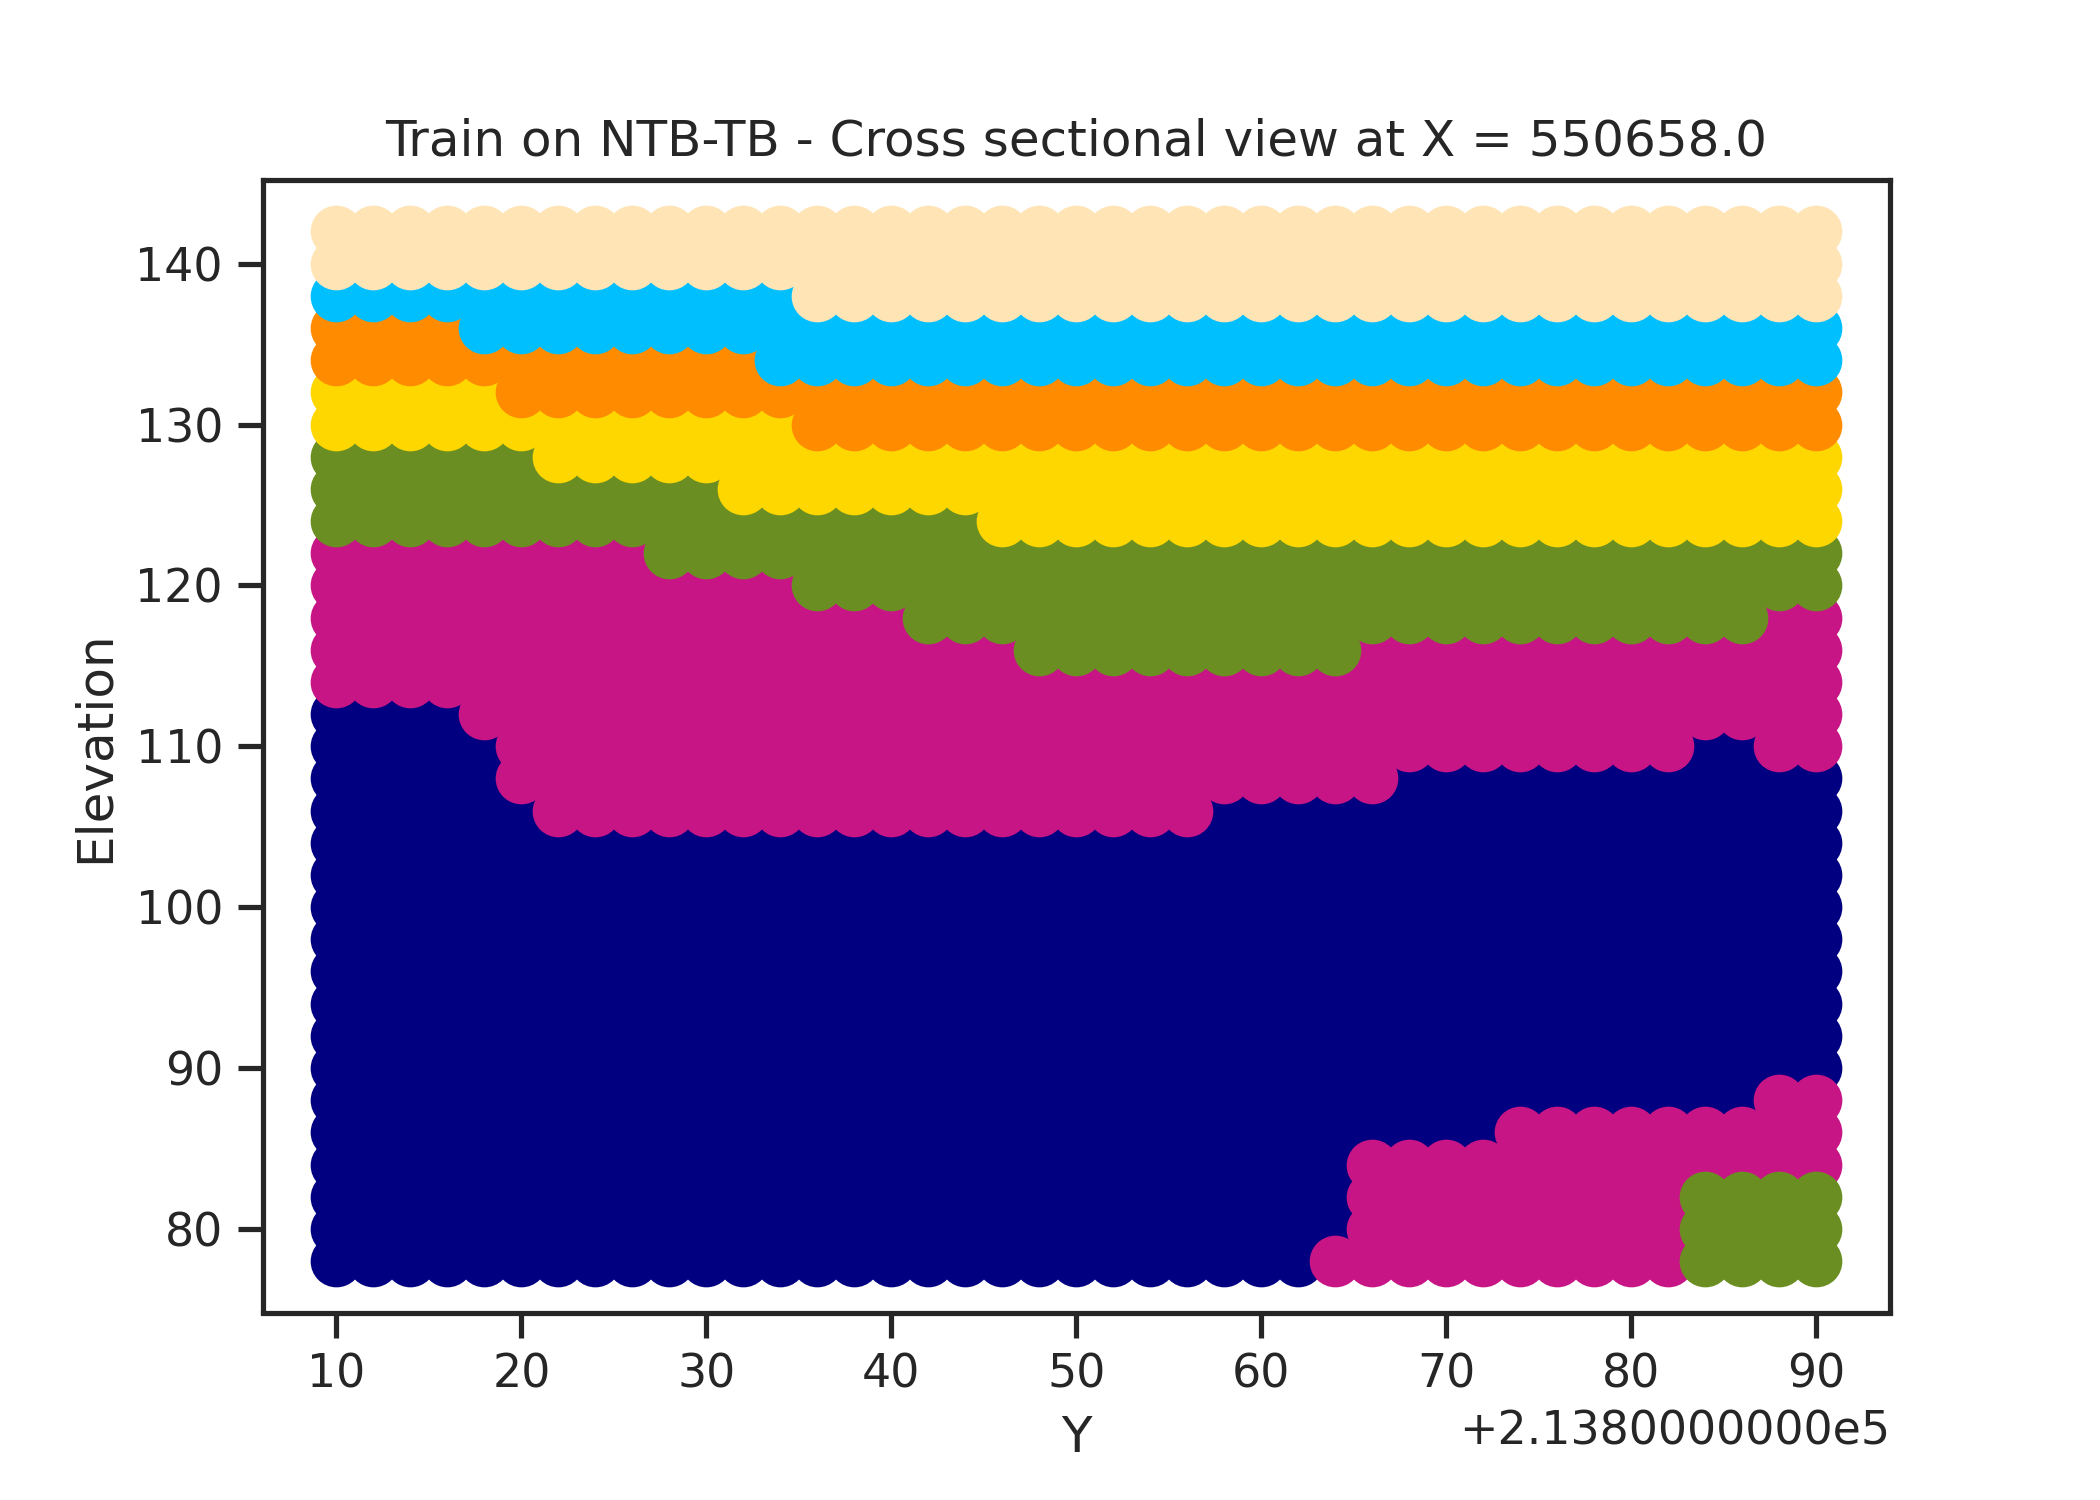 Train on NTB-TB - Cross sectional view at X = 550658.0
140
130
120
110
100
90
80
Elevation
10 20 30 40 50 60 70 80 90
Y
+2.1380000000e5